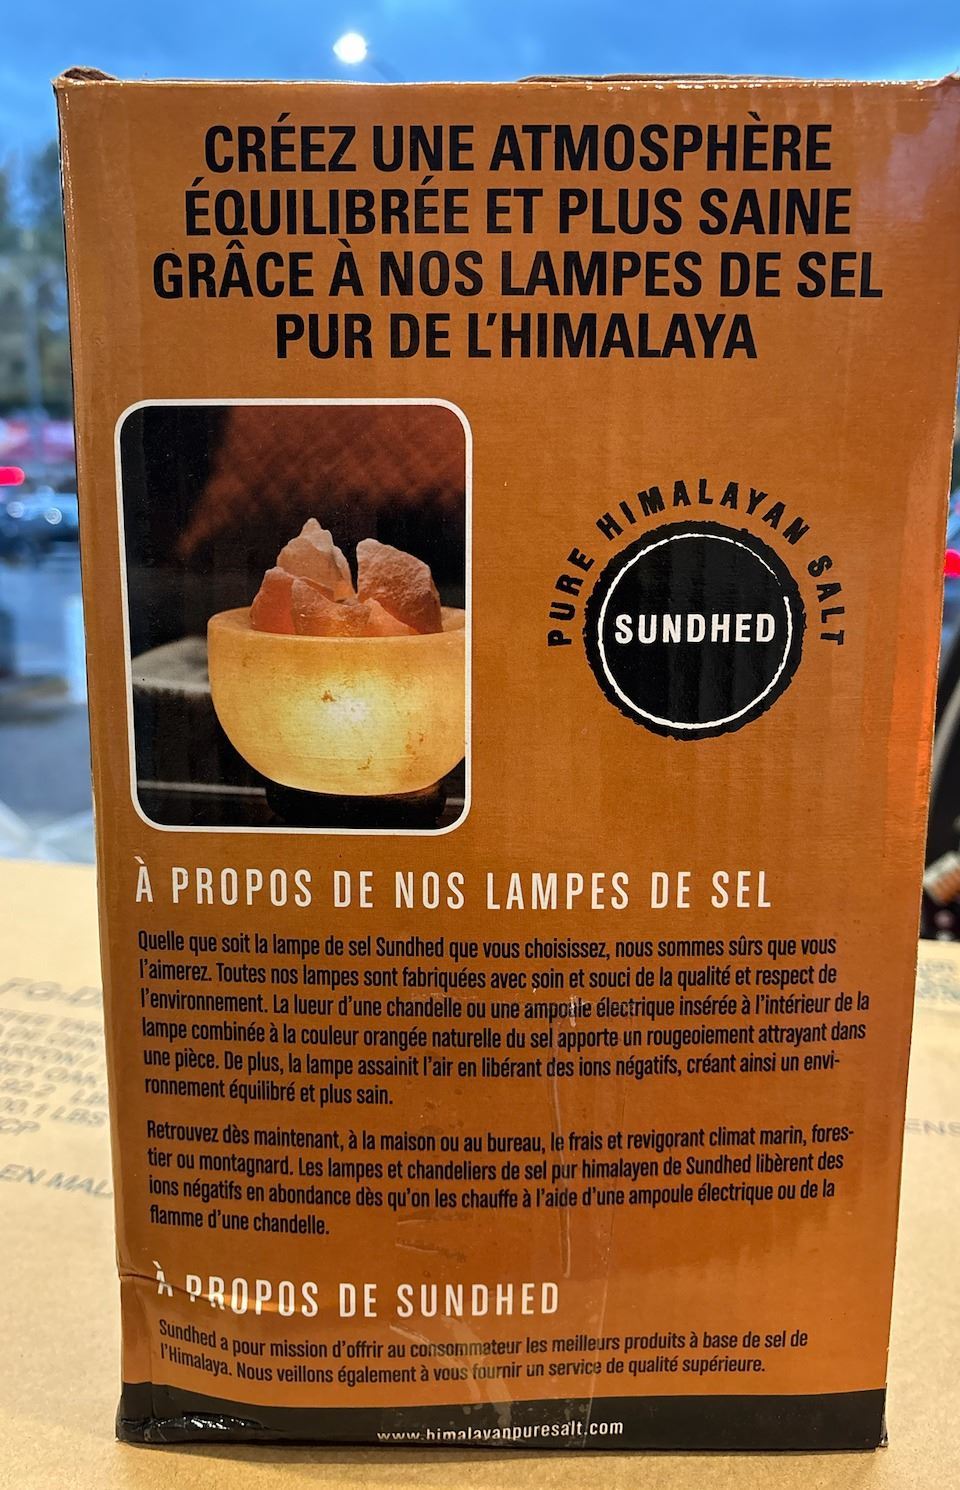 CRÉEZ UNE ATMOSPHÈRE
ÉQUILIBRÉE ET PLUS SAINE
GRÂCE À NOS LAMPES DE SEL
PUR DE L'HIMALAYA
PURE HIMALAYAN SALT
SUNDHED
À PROPOS DE NOS LAMPES DE SEL
Quelle que soit la lampe de sel Sundhed que vous choisissez, nous sommes sûrs que vous
l'aimerez. Toutes nos lampes sont fabriquées avec soin et souci de la qualité et respect de
l'environnement. La lueur d'une chandelle ou une ampoule électrique insérée à l'intérieur de la
lampe combinée à la couleur orangée naturelle du sel apporte un rougeoiement attrayant dans
une pièce. De plus, la lampe assainit l'air en libérant des ions négatifs, créant ainsi un envi-
ronnement équilibré et plus sain.
Retrouvez dès maintenant, à la maison ou au bureau, le frais et revigorant climat marin, fores-
tier ou montagnard. Les lampes et chandeliers de sel pur himalayen de Sundhed libèrent des
ions négatifs en abondance dès qu'on les chauffe à l'aide d'une ampoule électrique ou de la
flamme d'une chandelle.
À PROPOS DE SUNDHED
Sundhed a pour mission d'offrir au consommateur les meilleurs produits à base de sel de
l'Himalaya. Nous veillons également à vous fournir un service de qualité supérieure.
www.himalayanpuresalt.com